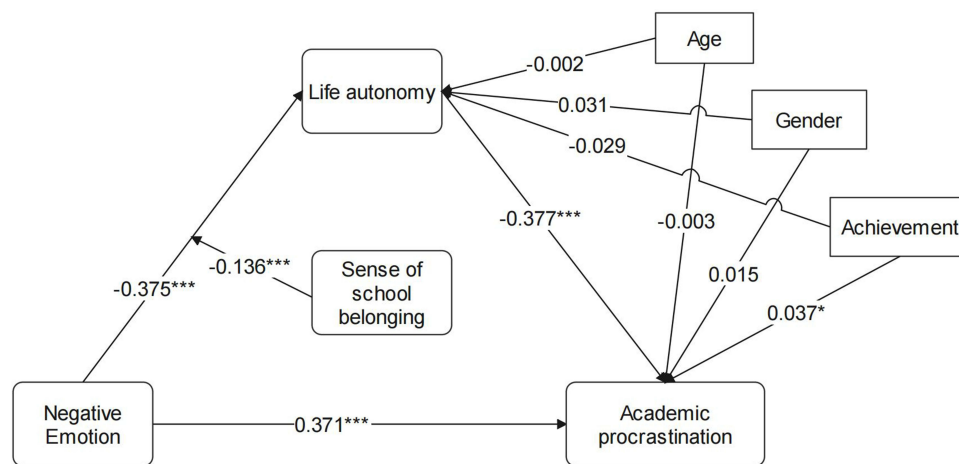 Age
Life autonomy
-0.002
0.031
Gender
-0.029
-0.377***
-0.003
Achievement
-0.136***
Sense of
school
belonging
-0.375***
0.015
0.037*
Negative
Emotion
0.371***
Academic
procrastination